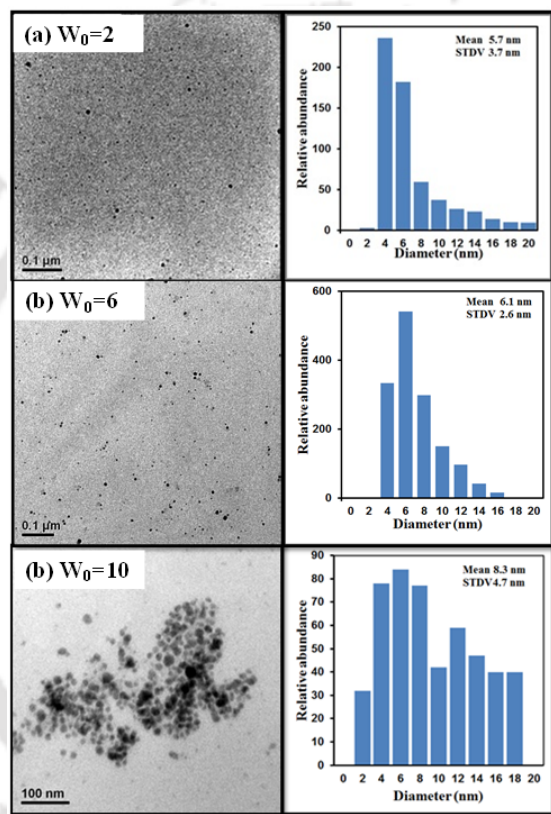 (a) W₀=2
0.1 µm
Mean 5.7 nm
STDV 3.7 nm
Relative abundance
250
200
150
100
50
0
0 2 4 6 8 10 12 14 16 18 20
Diameter (nm)
(b) W₀=6
0.1 µm
Mean 6.1 nm
STDV 2.6 nm
Relative abundance
600
400
200
0
0 2 4 6 8 10 12 14 16 18 20
Diameter (nm)
(b) W₀=10
100 nm
Mean 8.3 nm
STDV4.7 nm
Relative abundance
90
80
70
60
50
40
30
20
10
0
0 2 4 6 8 10 12 14 16 18 20
Diameter (nm)